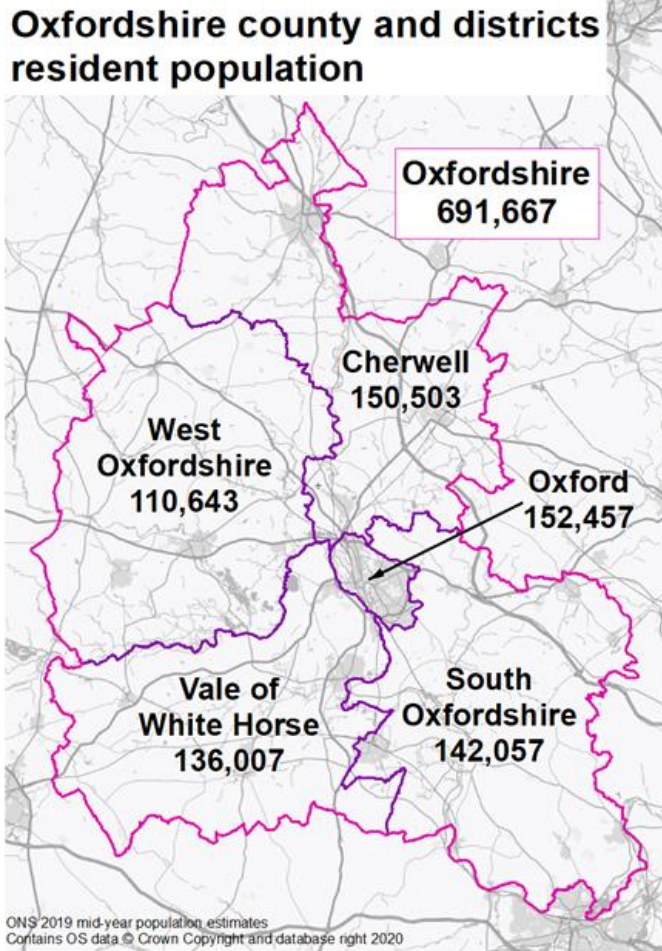 Oxfordshire county and districts
resident population
Oxfordshire
691,667
Cherwell
150,503
West
Oxfordshire
110,643
Oxford
152,457
Vale of
White Horse
136,007
South
Oxfordshire
142,057
ONS 2019 mid-year population estimates
Contains OS data © Crown Copyright and database right 2020